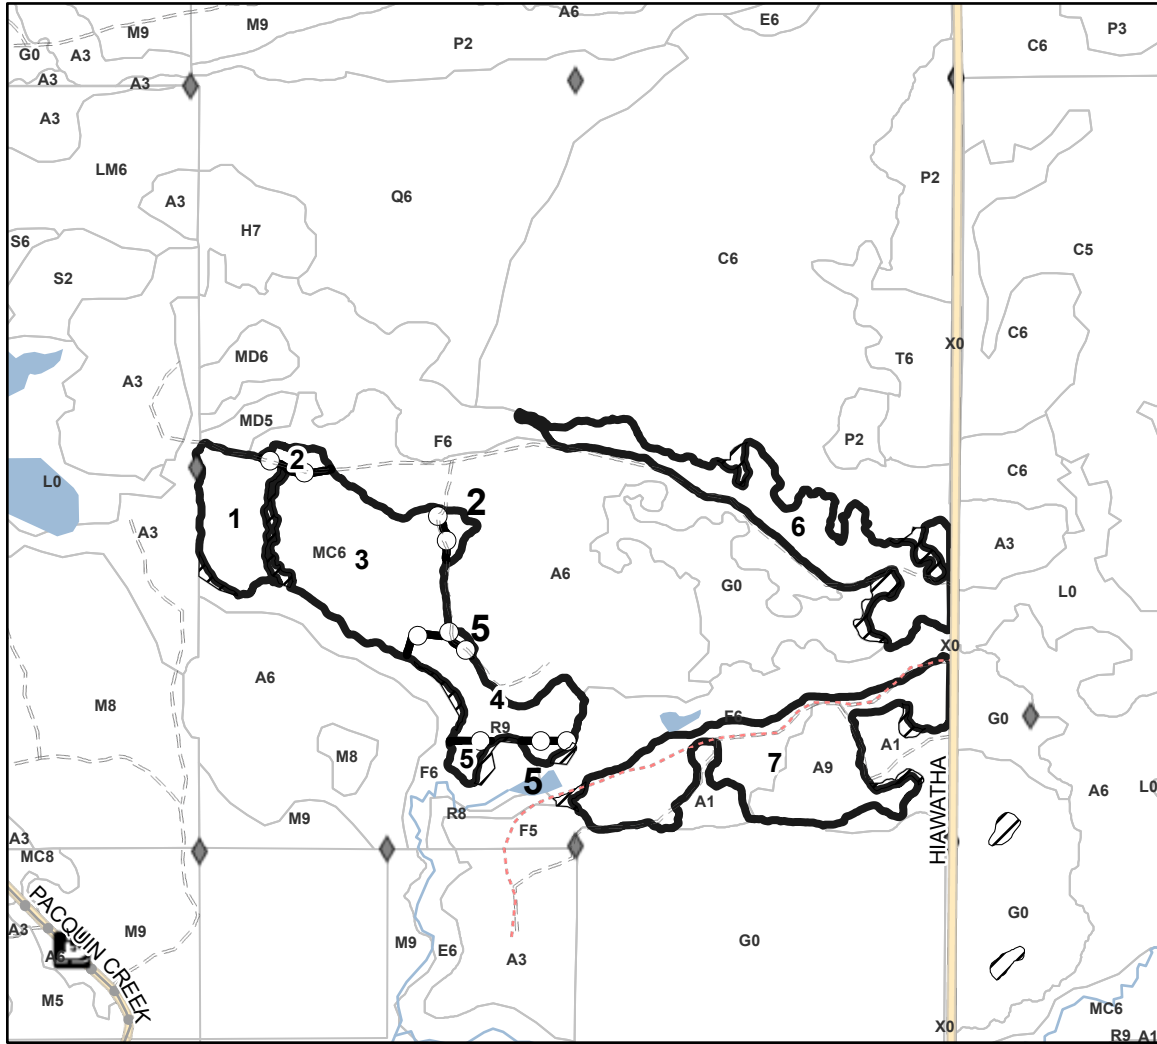 A6
E6
M9
M9
P2
C6
P3
G0
A3
A3
A3
A3
LM6
A3
Q6
P2
H7
S6
S2
C6
C5
X0
C6
MD6
T6
A3
MD5
F6
P2
L0
2
C6
2
1
6
A3
A3
MC6
3
A6
G0
L0
5
X0
A6
4
M8
R9
F6
G0
A1
M8
5
F6
7
A9
5
A6
L0
A1
HIAWATHA
M9
R8
F5
A3
MC8
PACQUIN CREEK
A3
M9
M9
E6
A3
G0
G0
A6
L
M5
MC6
X0
R9
A1